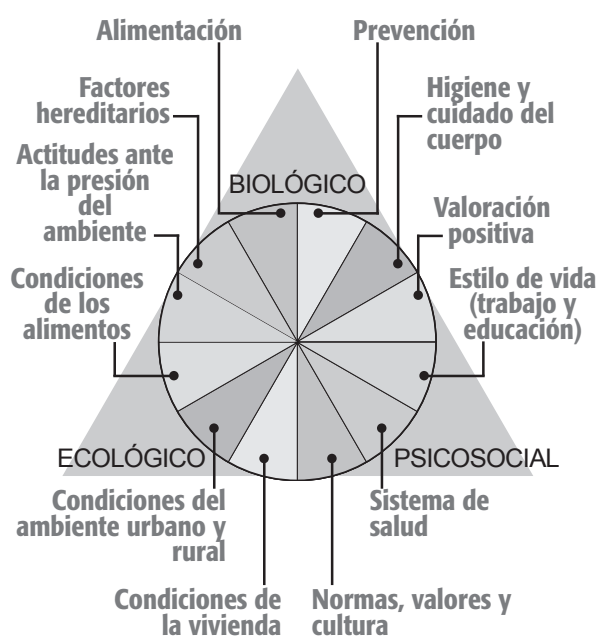 Alimentación
Prevención
Factores
hereditarios
Higiene y
cuidado del
cuerpo
Actitudes ante
la presión
del
ambiente
BIOLÓGICO
Valoración
positiva
Condiciones
de los
alimentos
Estilo de vida
(trabajo y
educación)
ECOLÓGICO
PSICOSOCIAL
Condiciones del
ambiente urbano y
rural
Sistema de
salud
Condiciones de
la vivienda
Normas, valores y
cultura